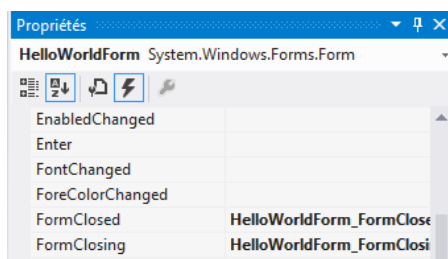 Propriétés
HelloWorldForm System.Windows.Forms.Form
EnabledChanged
Enter
FontChanged
ForeColorChanged
FormClosed HelloWorldForm_FormClose
FormClosing HelloWorldForm_FormClosi